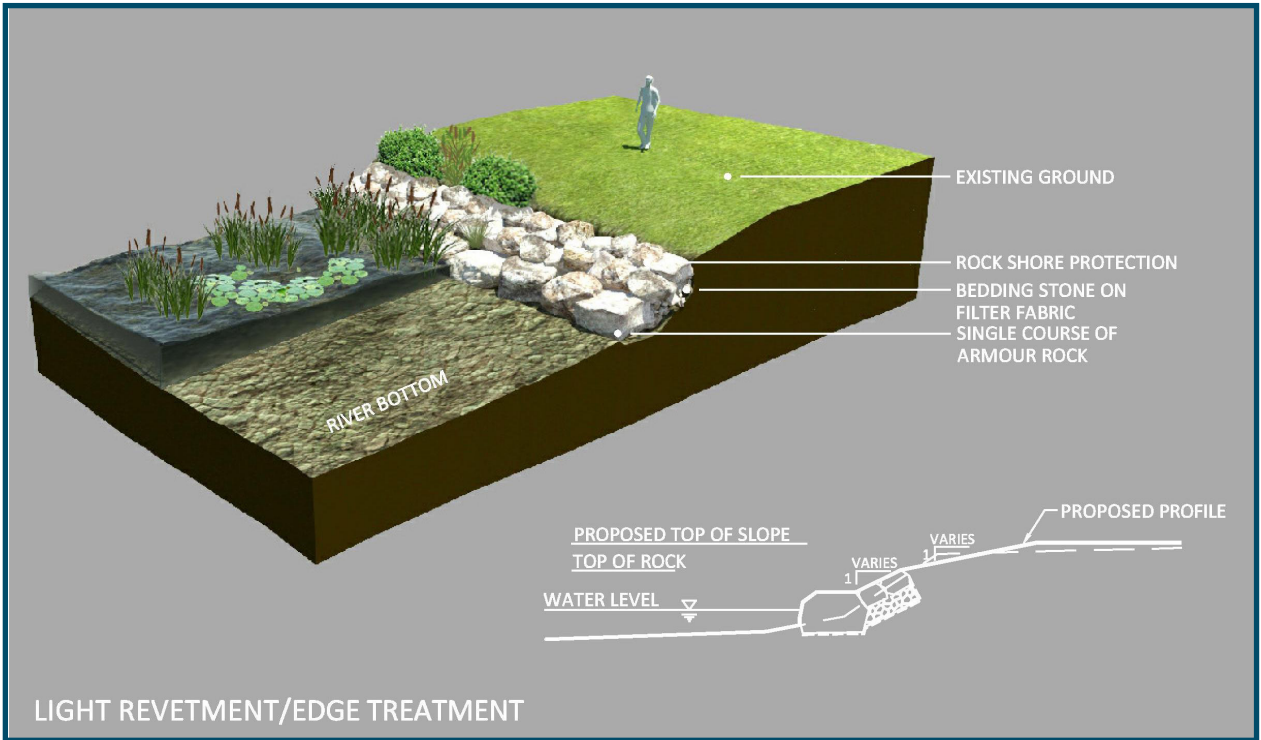 EXISTING GROUND
ROCK SHORE PROTECTION
BEDDING STONE ON
FILTER FABRIC
SINGLE COURSE OF
ARMOUR ROCK
RIVER BOTTOM
PROPOSED PROFILE
PROPOSED TOP OF SLOPE
VARIES
1
TOP OF ROCK
VARIES
1
WATER LEVEL
LIGHT REVETMENT/EDGE TREATMENT